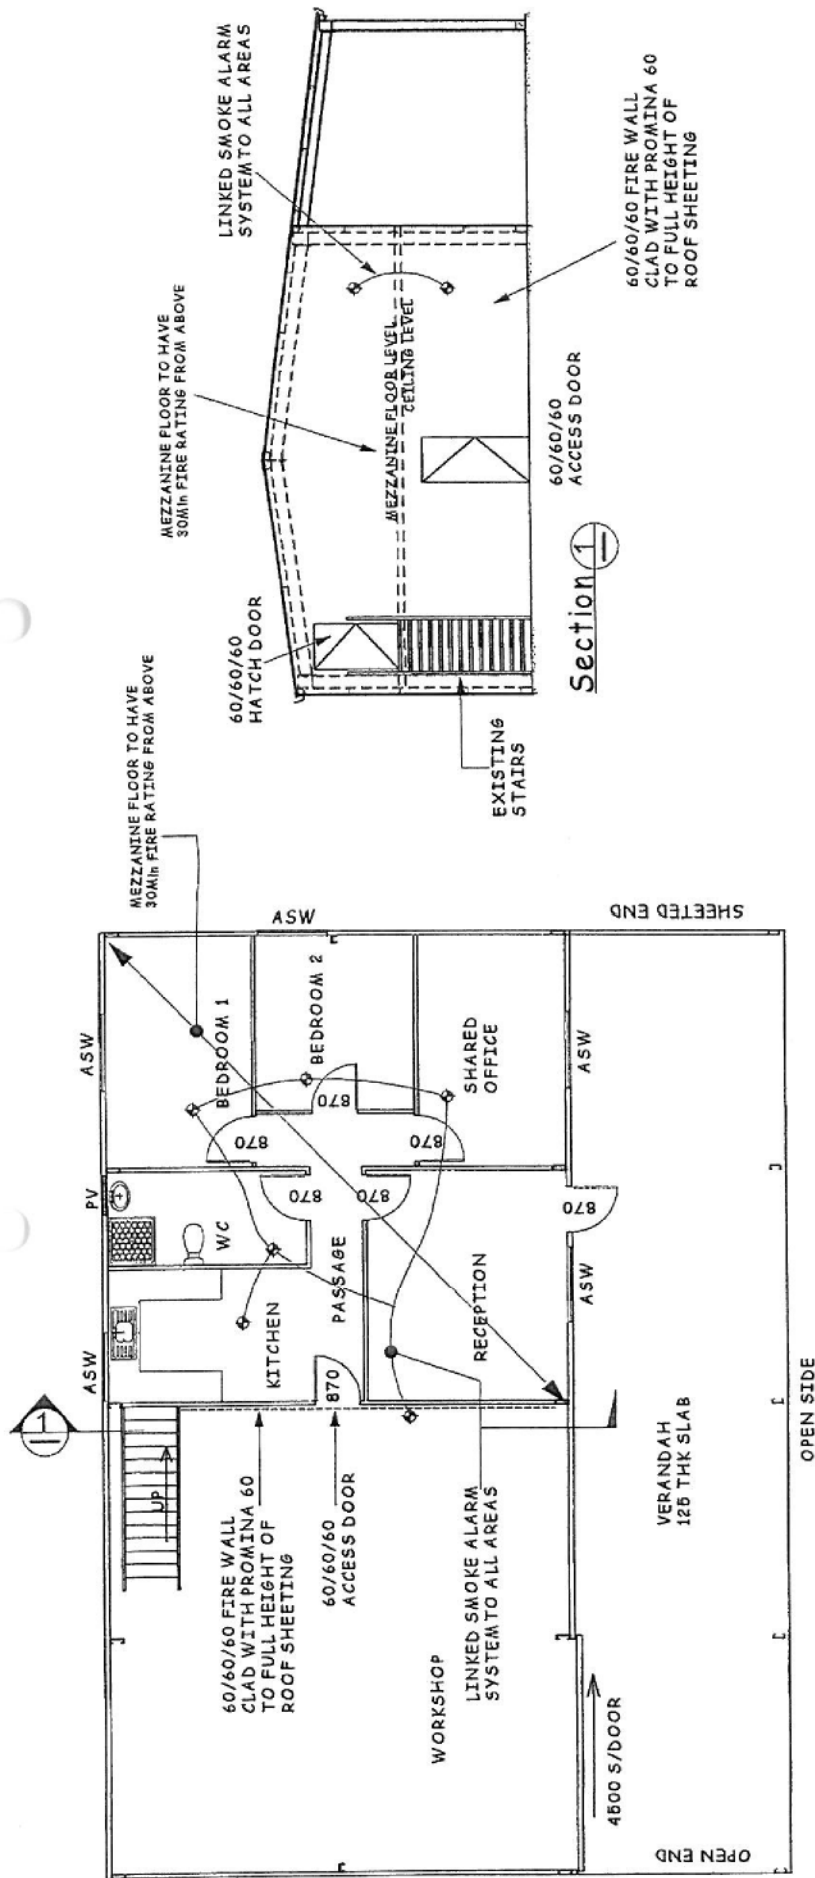 MEZZANINE FLOOR TO HAVE
30Min FIRE RATING FROM ABOVE
ASW
PV
ASW
1
ASW
BEDROOM 1
BEDROOM 2
SHARED
OFFICE
870
870
870
870
870
870
870
WC
KITCHEN
PASSAGE
RECEPTION
UP
60/60/60 FIRE WALL
CLAD WITH PROMINA 60
TO FULL HEIGHT OF
ROOF SHEETING
60/60/60
ACCESS DOOR
LINKED SMOKE ALARM
SYSTEM TO ALL AREAS
WORKSHOP
ASW
ASW
4500 S/DOOR
VERANDAH
125 THK SLAB
OPEN SIDE
OPEN END
SHEETED END
MEZZANINE FLOOR TO HAVE
30Min FIRE RATING FROM ABOVE
LINKED SMOKE ALARM
SYSTEM TO ALL AREAS
60/60/60
HATCH DOOR
MEZZANINE FLOOR LEVEL
CEILING LEVEL
EXISTING
STAIRS
60/60/60
ACCESS DOOR
60/60/60 FIRE WALL
CLAD WITH PROMINA 60
TO FULL HEIGHT OF
ROOF SHEETING
Section 1